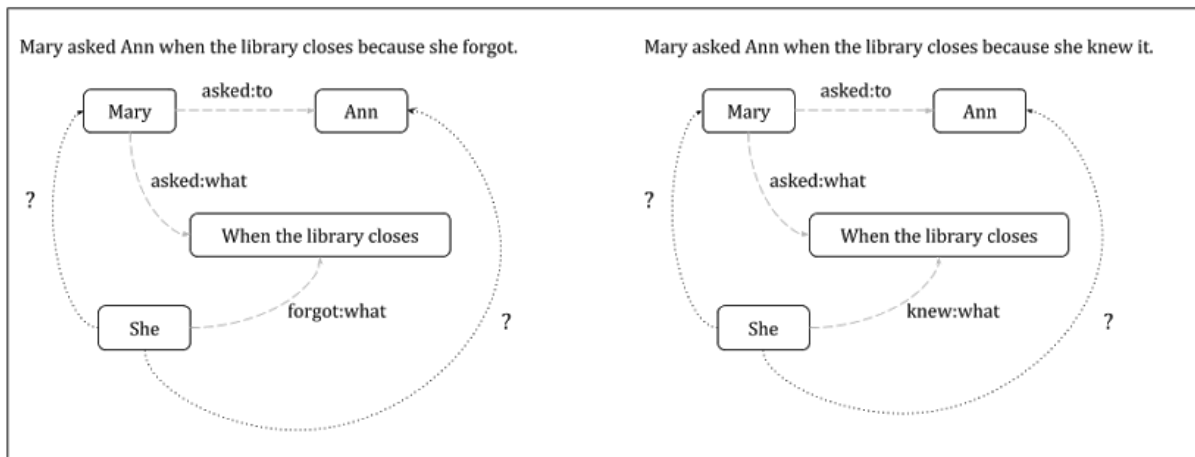 Mary asked Ann when the library closes because she forgot.
Mary
asked:to
Ann
asked:what
?
When the library closes
She
forgot:what
?
Mary asked Ann when the library closes because she knew it.
Mary
asked:to
Ann
asked:what
?
When the library closes
She
knew:what
?